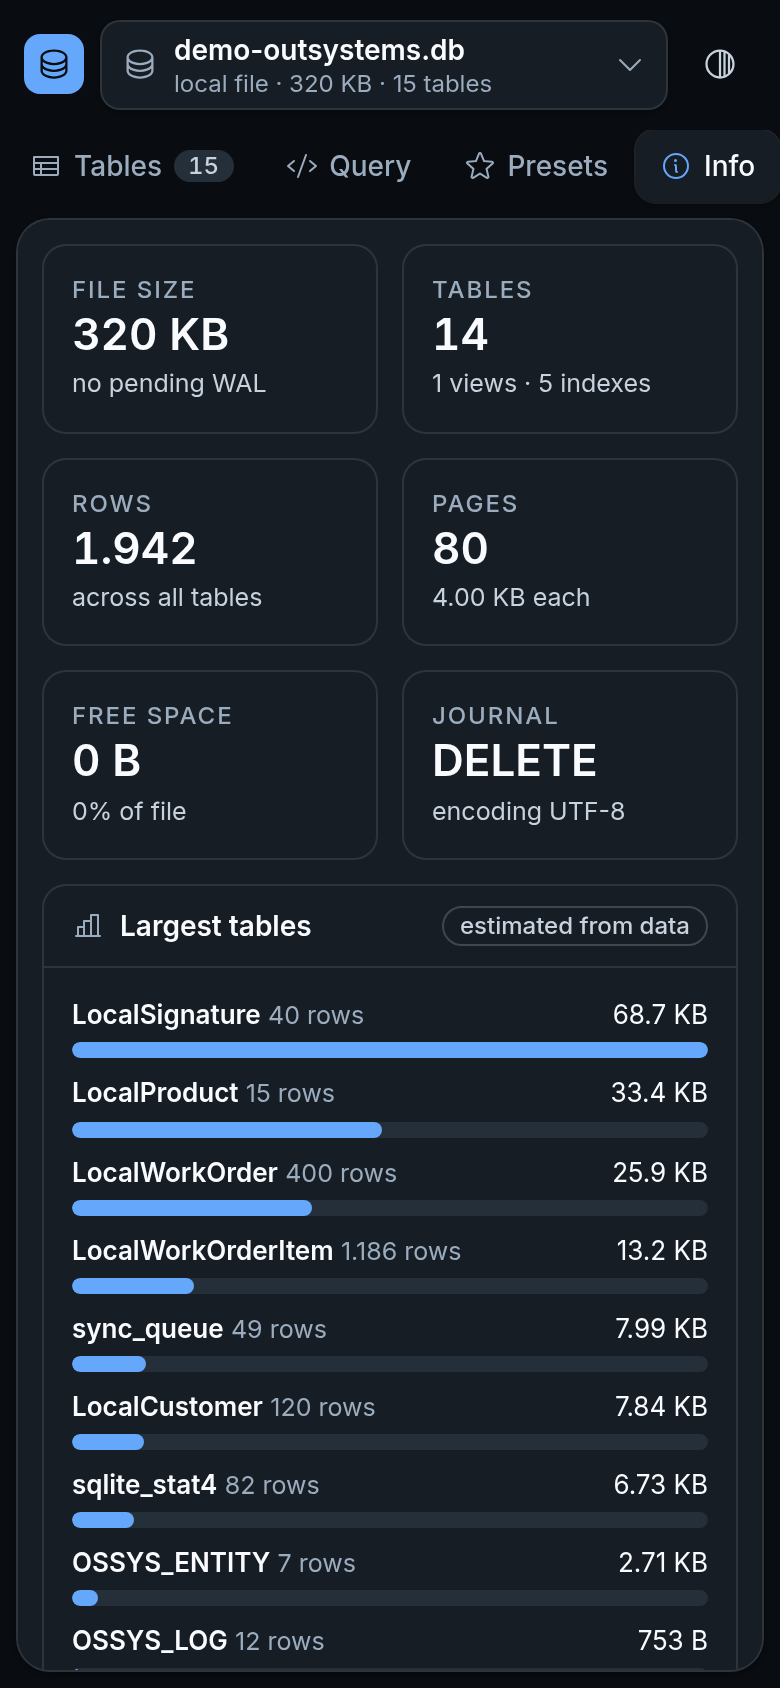 demo-outsystems.db
local file · 320 KB · 15 tables
Tables 15 Query Presets Info
FILE SIZE
320 KB
no pending WAL
TABLES
14
1 views · 5 indexes
ROWS
1.942
across all tables
PAGES
80
4.00 KB each
FREE SPACE
0 B
0% of file
JOURNAL
DELETE
encoding UTF-8
Largest tables estimated from data
LocalSignature 40 rows 68.7 KB
LocalProduct 15 rows 33.4 KB
LocalWorkOrder 400 rows 25.9 KB
LocalWorkOrderItem 1.186 rows 13.2 KB
sync_queue 49 rows 7.99 KB
LocalCustomer 120 rows 7.84 KB
sqlite_stat4 82 rows 6.73 KB
OSSYS_ENTITY 7 rows 2.71 KB
OSSYS_LOG 12 rows 753 B